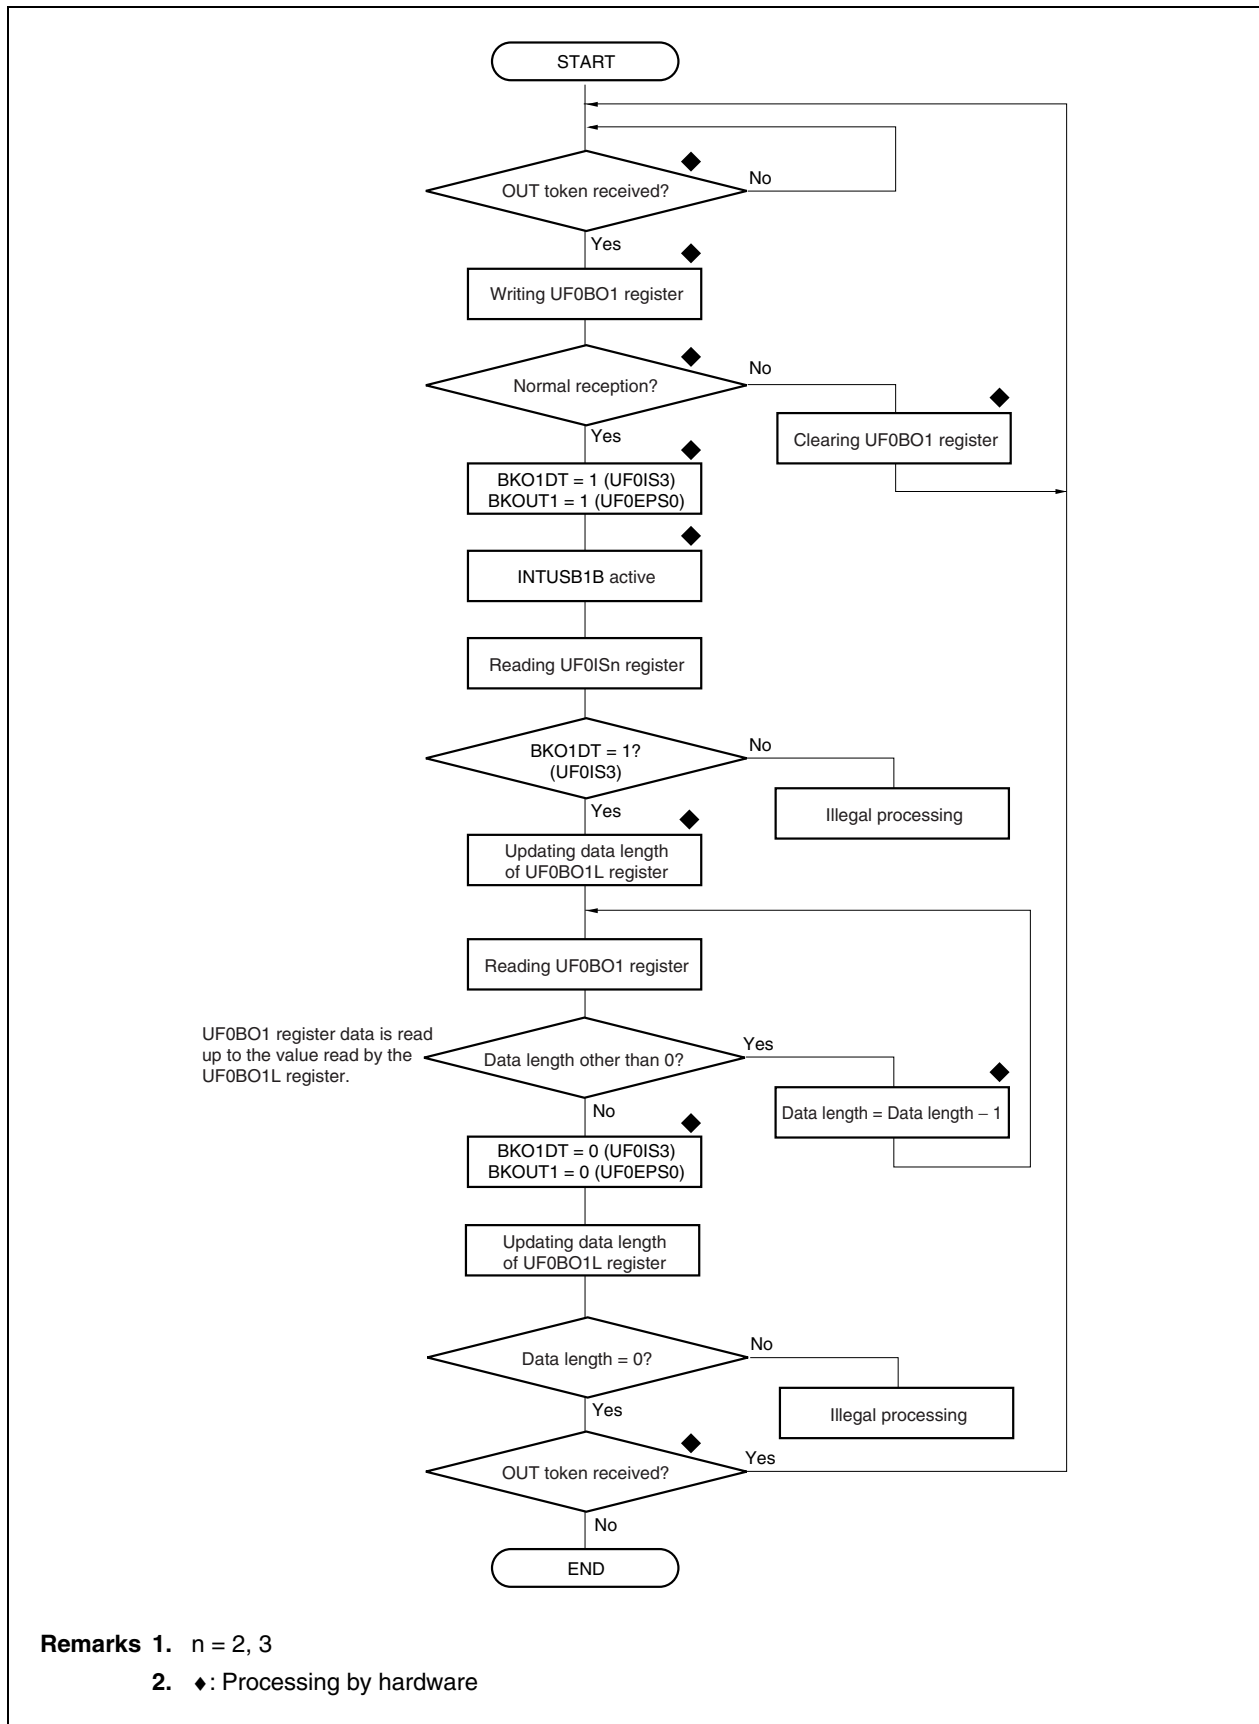 START
OUT token received?
No
Yes
Writing UF0BO1 register
Normal reception?
No
Yes
Clearing UF0BO1 register
BKO1DT = 1 (UF0IS3)
BKOUT1 = 1 (UF0EPS0)
INTUSB1B active
Reading UF0ISn register
BKO1DT = 1?
(UF0IS3)
No
Yes
Illegal processing
Updating data length
of UF0BO1L register
Reading UF0BO1 register
UF0BO1 register data is read
up to the value read by the
UF0BO1L register.
Data length other than 0?
Yes
No
Data length = Data length – 1
BKO1DT = 0 (UF0IS3)
BKOUT1 = 0 (UF0EPS0)
Updating data length
of UF0BO1L register
Data length = 0?
No
Yes
Illegal processing
OUT token received?
Yes
No
END
Remarks 1. n = 2, 3
2. ♦: Processing by hardware